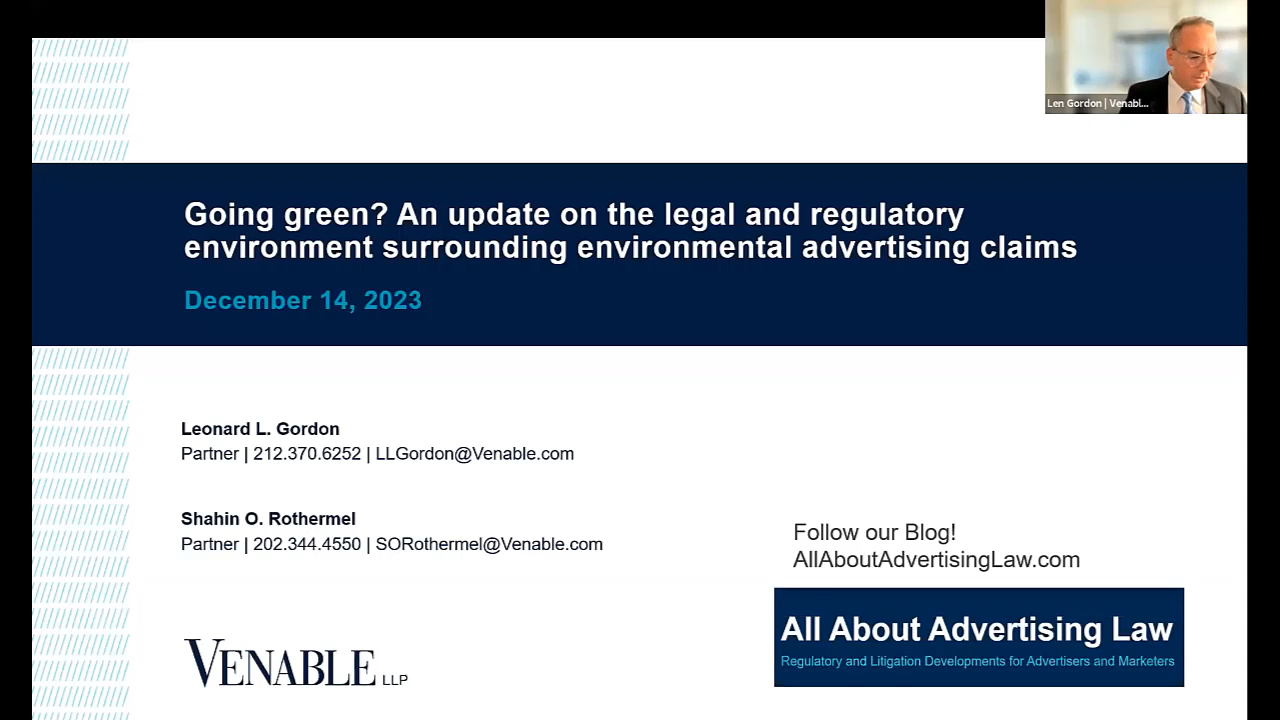 Len Gordon | Venabl...
Going green? An update on the legal and regulatory
environment surrounding environmental advertising claims
December 14, 2023
Leonard L. Gordon
Partner | 212.370.6252 | LLGordon@Venable.com
Shahin O. Rothermel
Partner | 202.344.4550 | SORothermel@Venable.com
Follow our Blog!
AllAboutAdvertisingLaw.com
All About Advertising Law
Regulatory and Litigation Developments for Advertisers and Marketers
VENABLE LLP